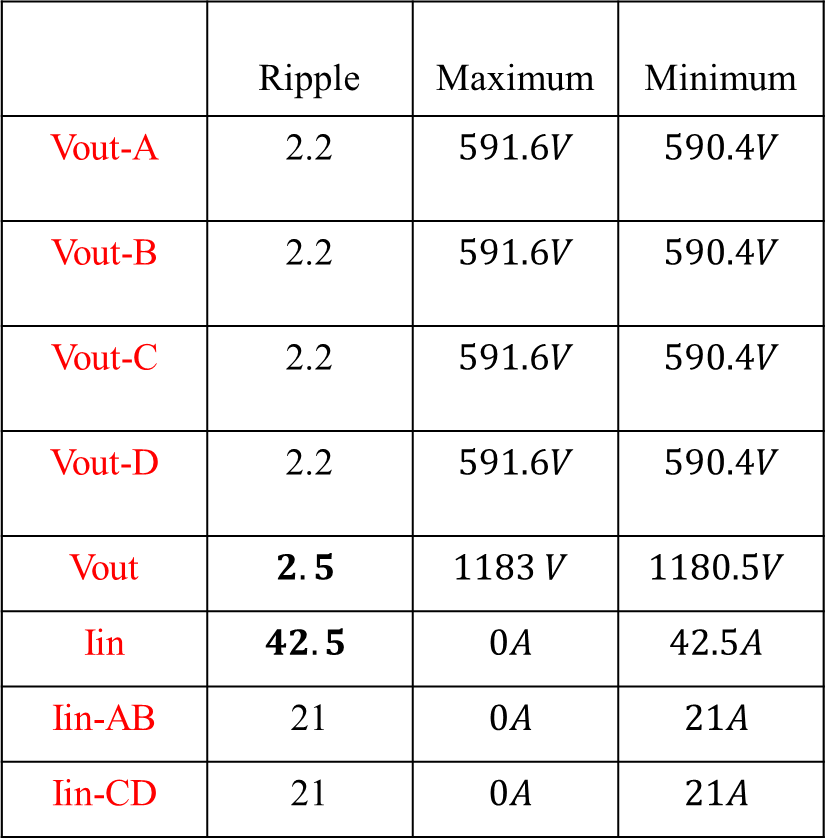 Ripple Maximum Minimum
Vout-A 2.2 591.6V 590.4V
Vout-B 2.2 591.6V 590.4V
Vout-C 2.2 591.6V 590.4V
Vout-D 2.2 591.6V 590.4V
Vout 2.5 1183 V 1180.5V
Iin 42.5 0A 42.5A
Iin-AB 21 0A 21A
Iin-CD 21 0A 21A